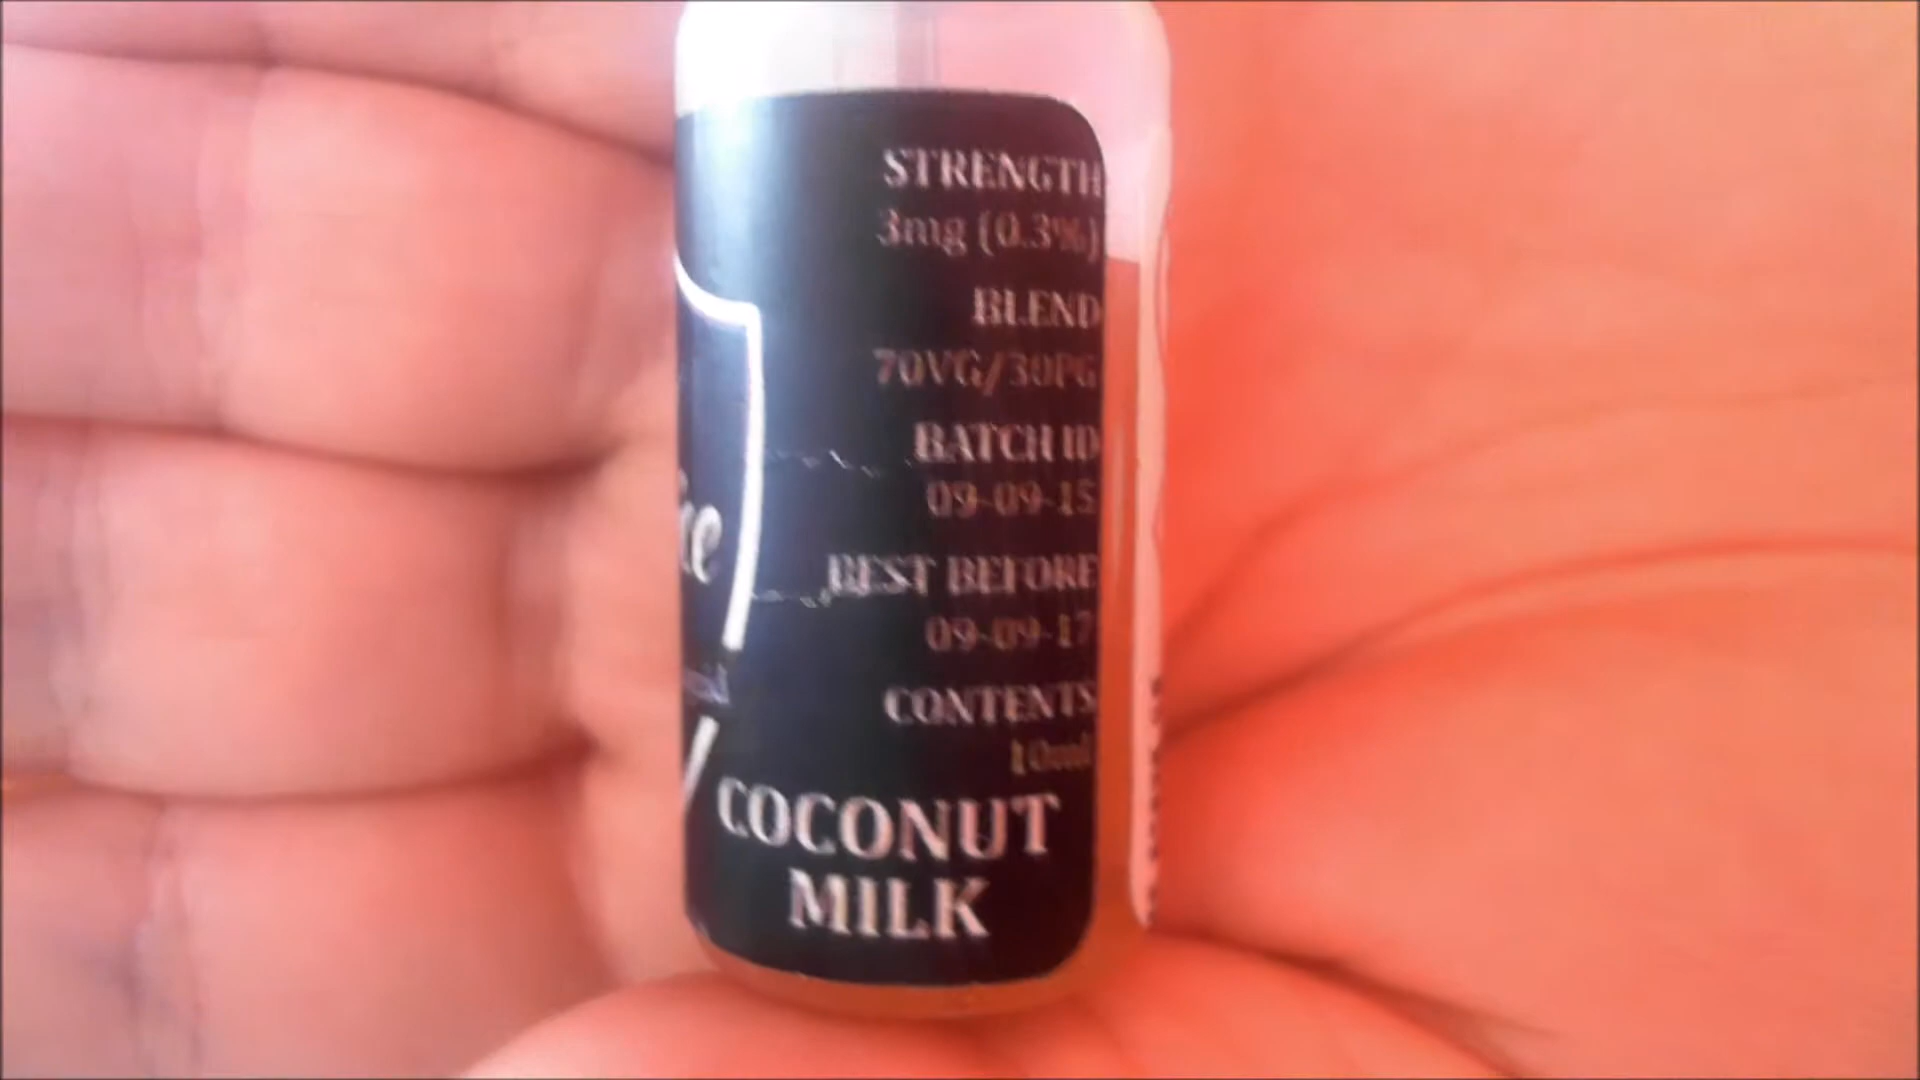 STRENGTH
3mg (0.3%)
BLEND
70VG/30PG
BATCH ID
09-09-15
BEST BEFORE
09-09-17
CONTENTS
10ml
COCONUT
MILK